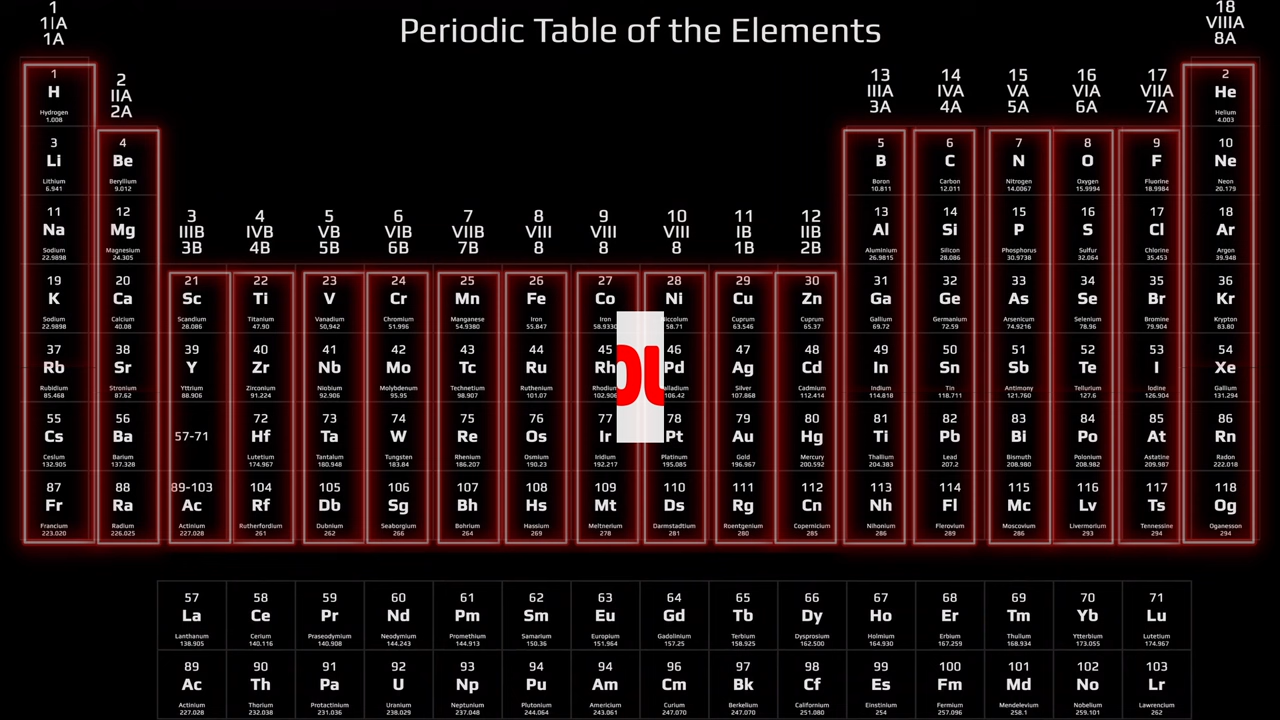 Periodic Table of the Elements
1 18
IIA VIIIA
1A 8A
2 13 14 15 16 17
IIA IIIA IVA VA VIA VIIA
2A 3A 4A 5A 6A 7A
3 4 5 6 7 8 9 10 11 12
IIIB IVB VB VIB VIIB VIII VIII VIII IB IIB
3B 4B 5B 6B 7B 8 8 8 1B 2B
1 2
H He
Hydrogen Helium
1.008 4.003
3 4 5 6 7 8 9 10
Li Be B C N O F Ne
Lithium Beryllium Boron Carbon Nitrogen Oxygen Fluorine Neon
6.941 9.012 10.811 12.011 14.0067 15.9994 18.9984 20.179
11 12 13 14 15 16 17 18
Na Mg Al Si P S Cl Ar
Sodium Magnesium Aluminium Silicon Phosphorus Sulfur Chlorine Argon
22.9898 24.305 26.9815 28.086 30.9738 32.064 35.453 39.948
19 20 21 22 23 24 25 26 27 28 29 30 31 32 33 34 35 36
K Ca Sc Ti V Cr Mn Fe Co Ni Cu Zn Ga Ge As Se Br Kr
Sodium Calcium Scandium Titanium Vanadium Chromium Manganese Iron Iron iccolum Cuprum Cuprum Gallium Germanium Arsenicum Selenium Bromine Krypton
22.9898 40.08 28.086 47.90 50,942 51.996 54.9380 55.847 58.9330 58.71 63.546 65.37 69.72 72.59 74.9216 78.96 79.904 83.80
37 38 39 40 41 42 43 44 45 46 47 48 49 50 51 52 53 54
Rb Sr Y Zr Nb Mo Tc Ru Rh Pd Ag Cd In Sn Sb Te I Xe
Rubidium Stronium Yttrium Zirconium Niobium Molybdenum Technetium Ruthenium Rhodiu alladium Silver Cadmium Indium Tin Antimony Tellurium Iodine Gallium
85.468 87.62 88.906 91.224 92.906 95.95 98.907 101.07 102.906 106.42 107.868 112.414 114.818 118.711 121.760 127.6 126.904 131.294
55 56 57-71 72 73 74 75 76 77 78 79 80 81 82 83 84 85 86
Cs Ba Hf Ta W Re Os Ir Pt Au Hg Ti Pb Bi Po At Rn
Cesium Barium Lutetium Tantalum Tungsten Rhenium Osmium Iridium Platinum Gold Mercury Thallium Lead Bismuth Polonium Astatine Radon
132.905 137.328 174.967 180.948 183.84 186.207 190.23 192.217 195.085 196.967 200.592 204.383 207.2 208.980 208.982 209.987 222.018
87 88 89-103 104 105 106 107 108 109 110 111 112 113 114 115 116 117 118
Fr Ra Ac Rf Db Sg Bh Hs Mt Ds Rg Cn Nh Fl Mc Lv Ts Og
Francium Radium Actinium Rutherfordium Dubnium Seaborgium Bohrium Hassium Meitnerium Darmstadtium Roentgenium Copernicium Nihonium Flerovium Moscovium Livermorium Tennessine Oganesson
223.020 226.025 227.028 261 262 266 264 269 278 281 280 285 286 289 286 293 294 294
57 58 59 60 61 62 63 64 65 66 67 68 69 70 71
La Ce Pr Nd Pm Sm Eu Gd Tb Dy Ho Er Tm Yb Lu
Lanthanum Cerium Praseodymium Neodymium Promethium Samarium Europium Gadolinium Terbium Dysprosium Holmium Erbium Thulium Ytterbium Lutetium
138.905 140.116 140.908 144.243 144.913 150.36 151.964 157.25 158.925 162.500 164.930 167.259 168.934 173.055 174.967
89 90 91 92 93 94 94 96 97 98 99 100 101 102 103
Ac Th Pa U Np Pu Am Cm Bk Cf Es Fm Md No Lr
Actinium Thorium Protactinium Uranium Neptunium Plutonium Americium Curium Berkelium Californium Einstinium Fermium Mendelevium Nobelium Lawrencium
227.028 232.038 231.036 238.029 237.048 244.064 243.061 247.070 247.070 251.080 254 257.096 258.1 259.101 262